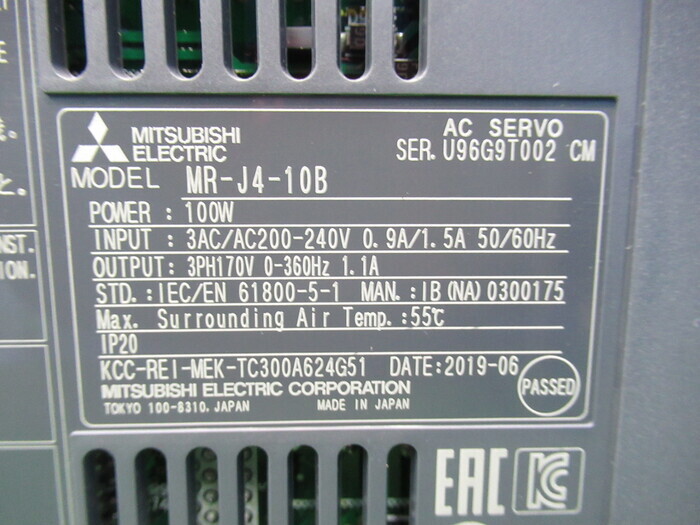 MITSUBISHI
ELECTRIC
AC SERVO
SER. U96G9T002 CM
MODEL MR-J4-10B
POWER : 100W
INPUT : 3AC/AC200-240V 0.9A/1.5A 50/60Hz
OUTPUT: 3PH170V 0-360Hz 1.1A
STD.:IEC/EN 61800-5-1 MAN.:IB(NA)0300175
Max. Surrounding Air Temp.:55℃
IP20
KCC-REI-MEK-TC300A624G51 DATE:2019-06
MITSUBISHI ELECTRIC CORPORATION
TOKYO 100-8310, JAPAN MADE IN JAPAN
PASSED
EAC